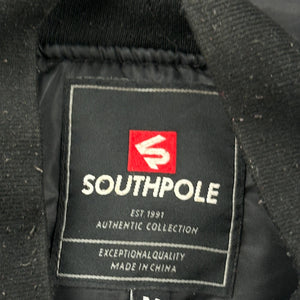 SOUTHPOLE
EST 1991
AUTHENTIC COLLECTION
EXCEPTIONAL QUALITY
MADE IN CHINA